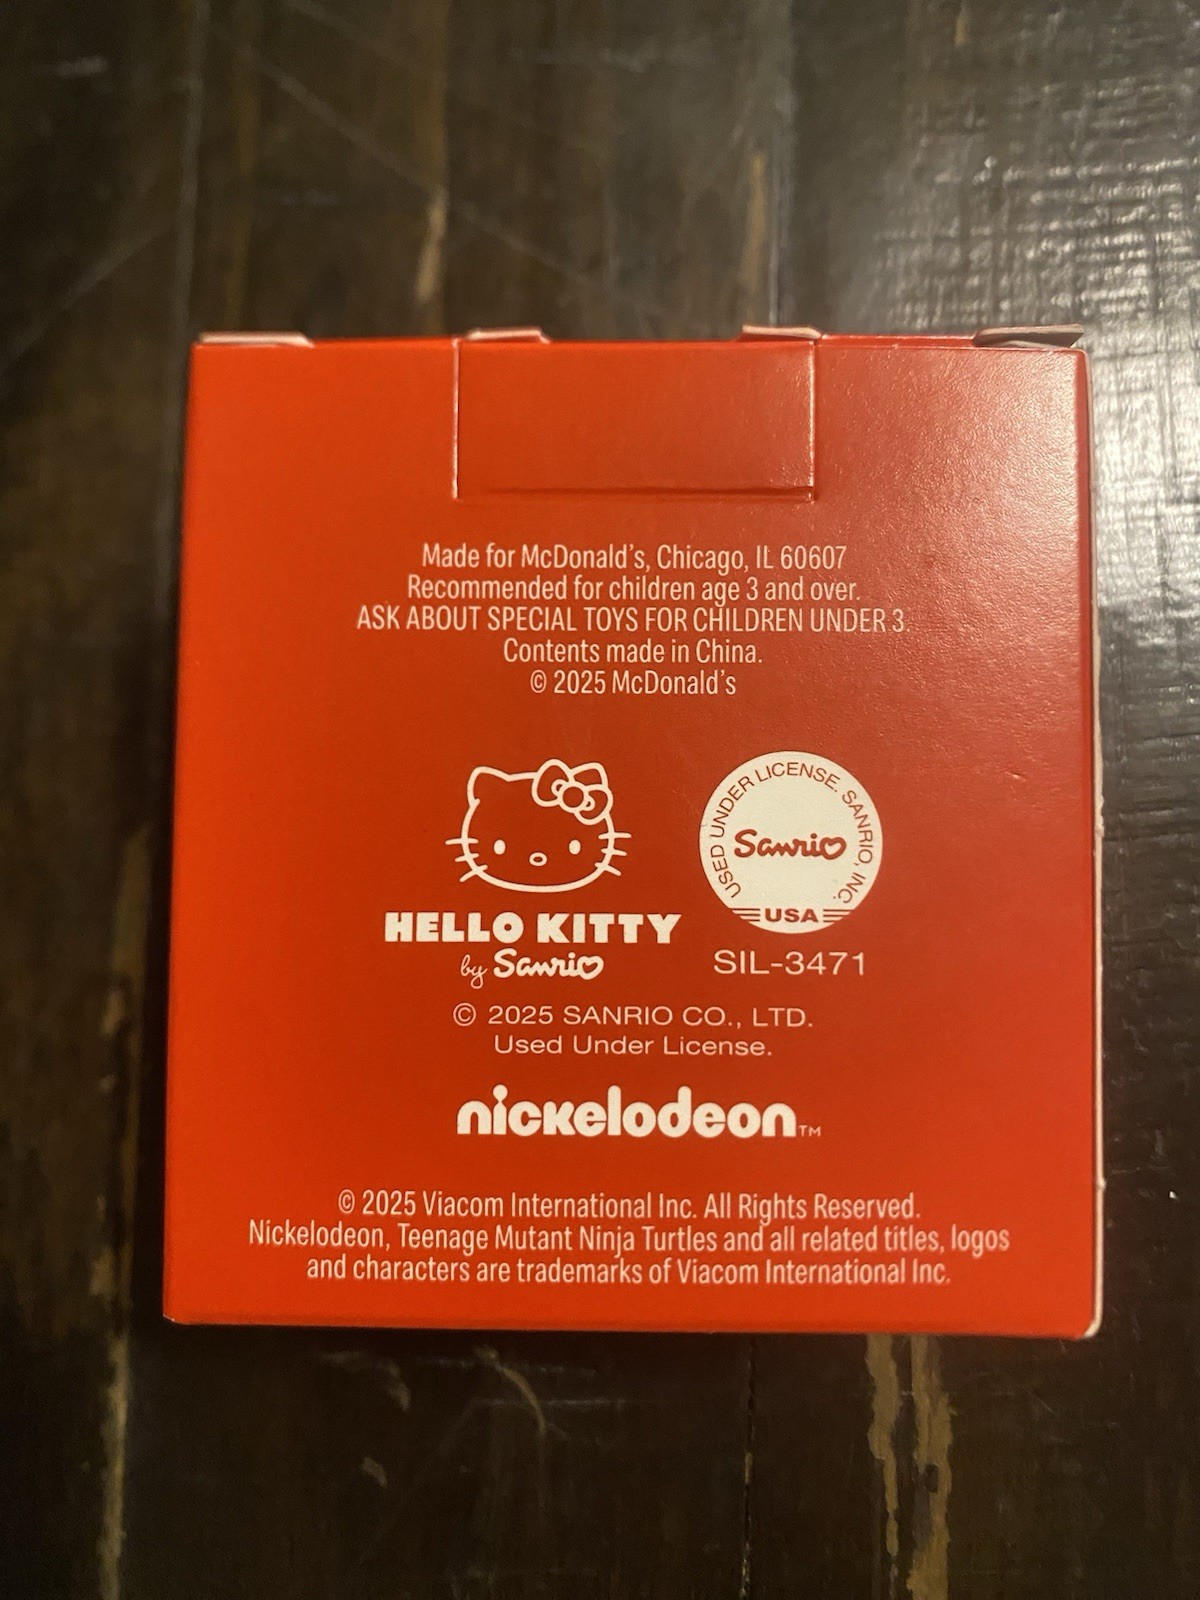 Made for McDonald's, Chicago, IL 60607
Recommended for children age 3 and over.
ASK ABOUT SPECIAL TOYS FOR CHILDREN UNDER 3.
Contents made in China.
© 2025 McDonald's
HELLO KITTY
by Sanrio
USED UNDER LICENSE. SANRIO, INC.
Sanrio
USA
SIL-3471
© 2025 SANRIO CO., LTD.
Used Under License.
nickelodeon™
© 2025 Viacom International Inc. All Rights Reserved.
Nickelodeon, Teenage Mutant Ninja Turtles and all related titles, logos
and characters are trademarks of Viacom International Inc.